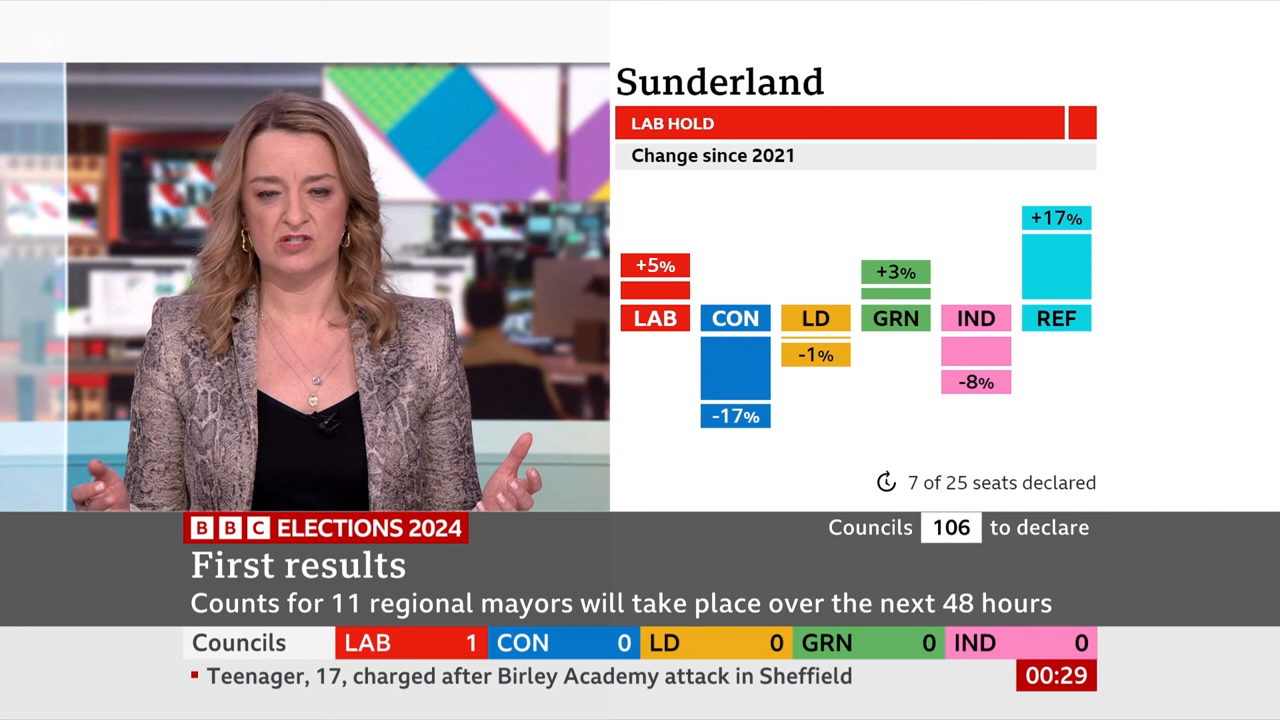 Sunderland
LAB HOLD
Change since 2021
+5% LAB
CON -17%
LD -1%
+3% GRN
IND -8%
+17% REF
7 of 25 seats declared
BBC ELECTIONS 2024
Councils 106 to declare
First results
Counts for 11 regional mayors will take place over the next 48 hours
Councils LAB 1 CON 0 LD 0 GRN 0 IND 0
Teenager, 17, charged after Birley Academy attack in Sheffield 00:29